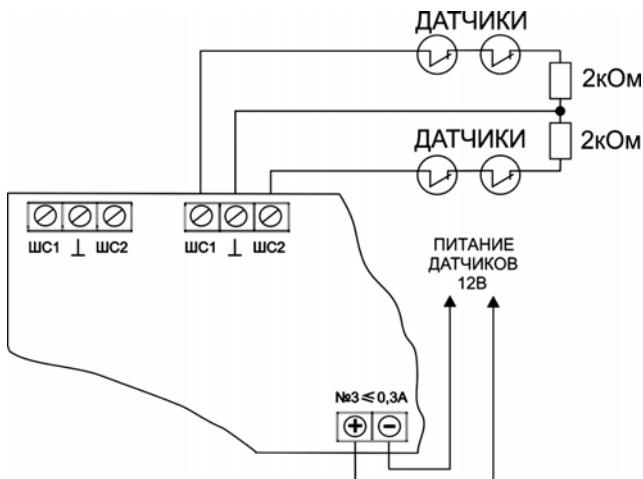 ДАТЧИКИ
2кОм
ДАТЧИКИ
2кОм
ШС1 ⊥ ШС2
ШС1 ⊥ ШС2
ПИТАНИЕ
ДАТЧИКОВ
12В
№3 ⩽ 0,3А
+ −